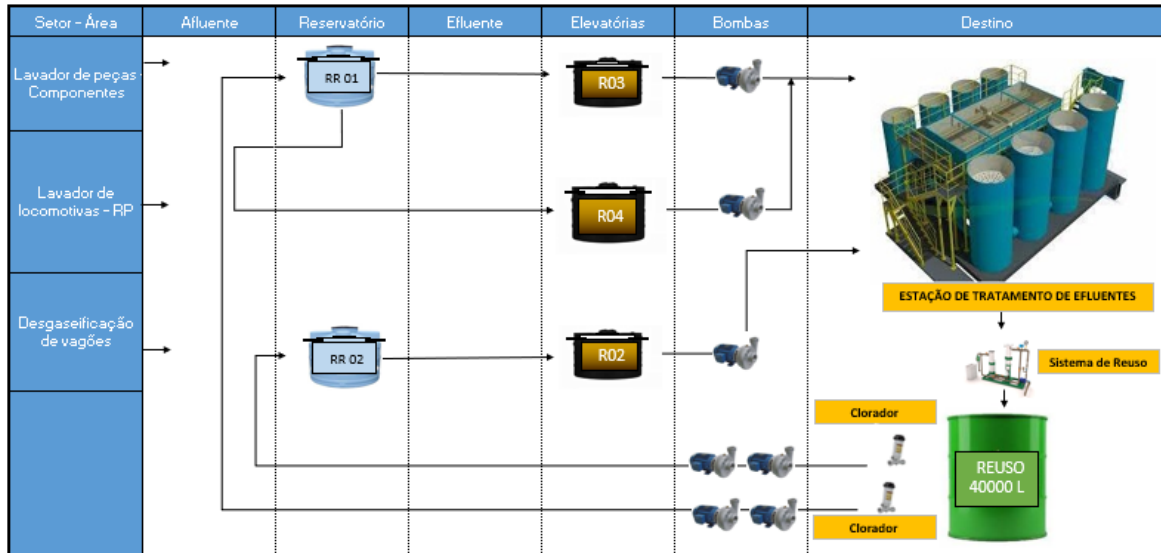 Setor - Área
Afluente
Reservatório
Efluente
Elevatórias
Bombas
Destino
Lavador de peças
Componentes
RR 01
R03
Lavador de
locomotivas - RP
R04
ESTAÇÃO DE TRATAMENTO DE EFLUENTES
Desgaseificação
de vagões
RR 02
R02
Sistema de Reuso
Clorador
REUSO
40000 L
Clorador